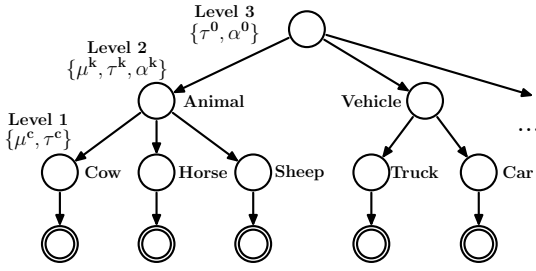 Level 3
{τ⁰, α⁰}
Level 2
{μᵏ, τᵏ, αᵏ}
Animal
Vehicle
Level 1
{μᶜ, τᶜ}
...
Cow
Horse
Sheep
Truck
Car